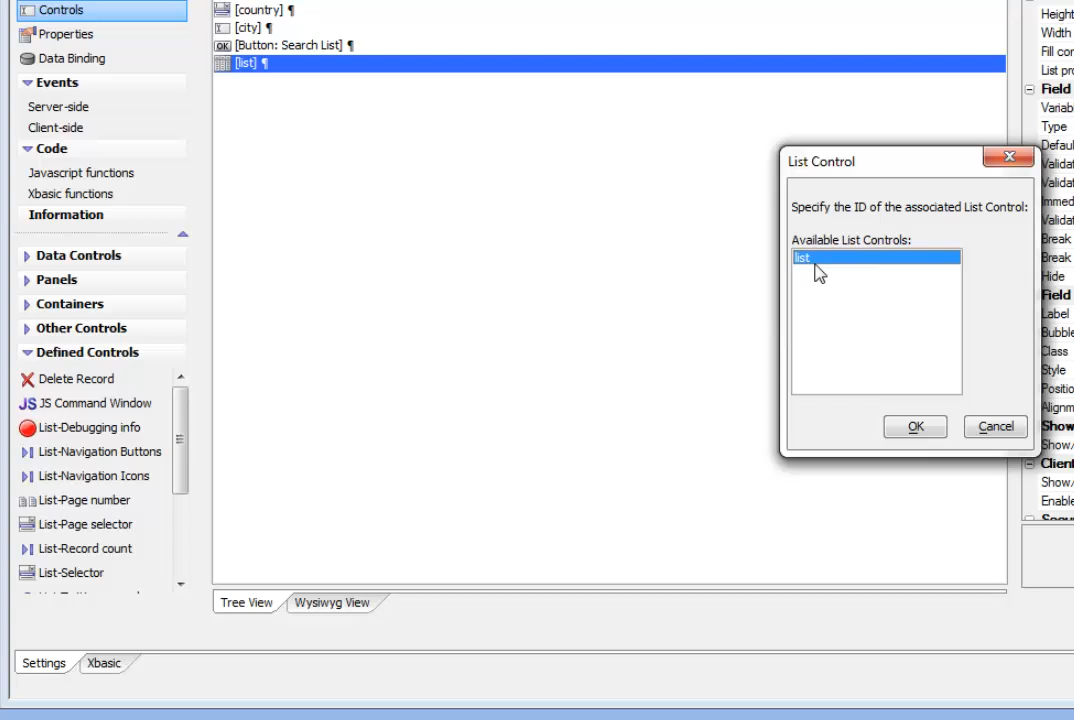 Controls
Properties
Data Binding
Events
Server-side
Client-side
Code
Javascript functions
Xbasic functions
Information
Data Controls
Panels
Containers
Other Controls
Defined Controls
Delete Record
JS JS Command Window
List-Debugging info
List-Navigation Buttons
List-Navigation Icons
List-Page number
List-Page selector
List-Record count
List-Selector
[country] ¶
[city] ¶
OK [Button: Search List] ¶
[list] ¶
List Control
Specify the ID of the associated List Control:
Available List Controls:
list
OK
Cancel
Height
Width
Fill con
List pro
Field
Variab
Type
Defaul
Validat
Validat
Immed
Validat
Break
Break
Hide
Field
Label
Bubble
Class
Style
Positio
Alignm
Show
Show/
Client
Show/
Enable
Tree View
Wysiwyg View
Settings
Xbasic